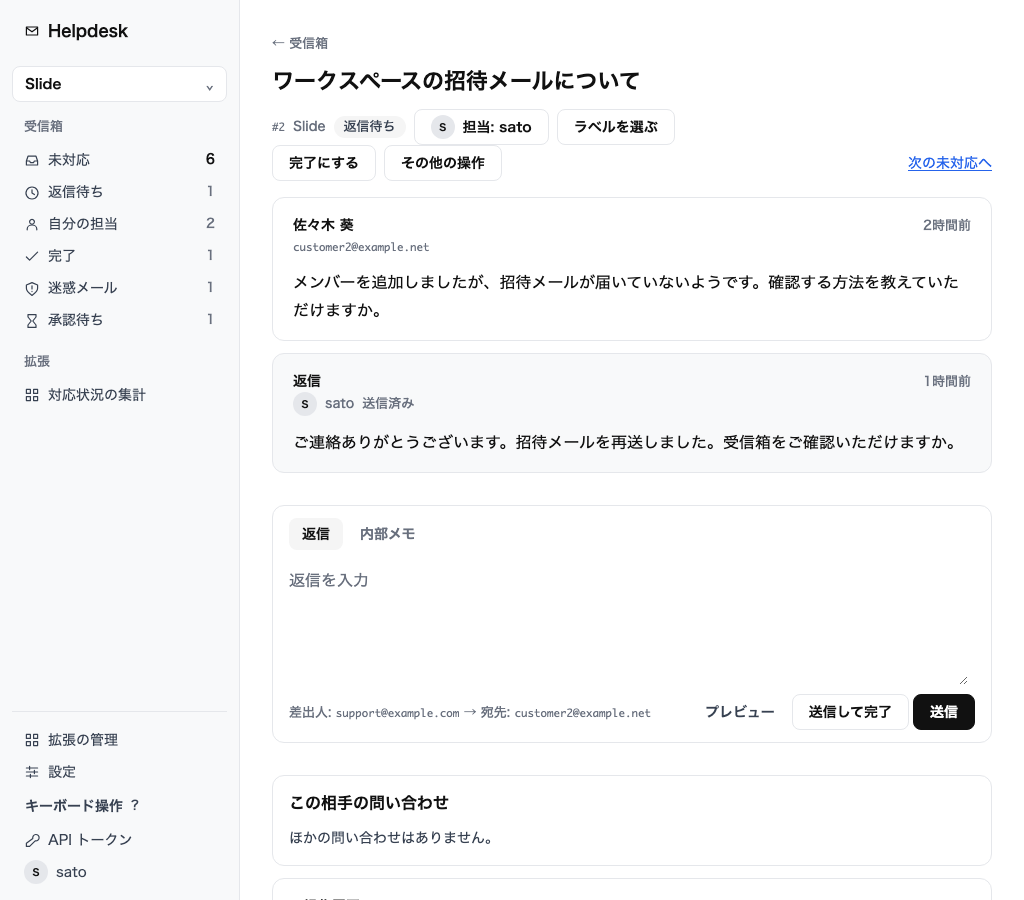 Helpdesk
Slide
受信箱
未対応 6
返信待ち 1
自分の担当 2
完了 1
迷惑メール 1
承認待ち 1
拡張
対応状況の集計
拡張の管理
設定
キーボード操作 ?
API トークン
S sato
← 受信箱
ワークスペースの招待メールについて
#2 Slide 返信待ち S 担当: sato ラベルを選ぶ
完了にする その他の操作 次の未対応へ
佐々木 葵 2時間前
customer2@example.net
メンバーを追加しましたが、招待メールが届いていないようです。確認する方法を教えていた
だけますか。
返信 1時間前
S sato 送信済み
ご連絡ありがとうございます。招待メールを再送しました。受信箱をご確認いただけますか。
返信 内部メモ
返信を入力
差出人: support@example.com → 宛先: customer2@example.net プレビュー 送信して完了 送信
この相手の問い合わせ
ほかの問い合わせはありません。